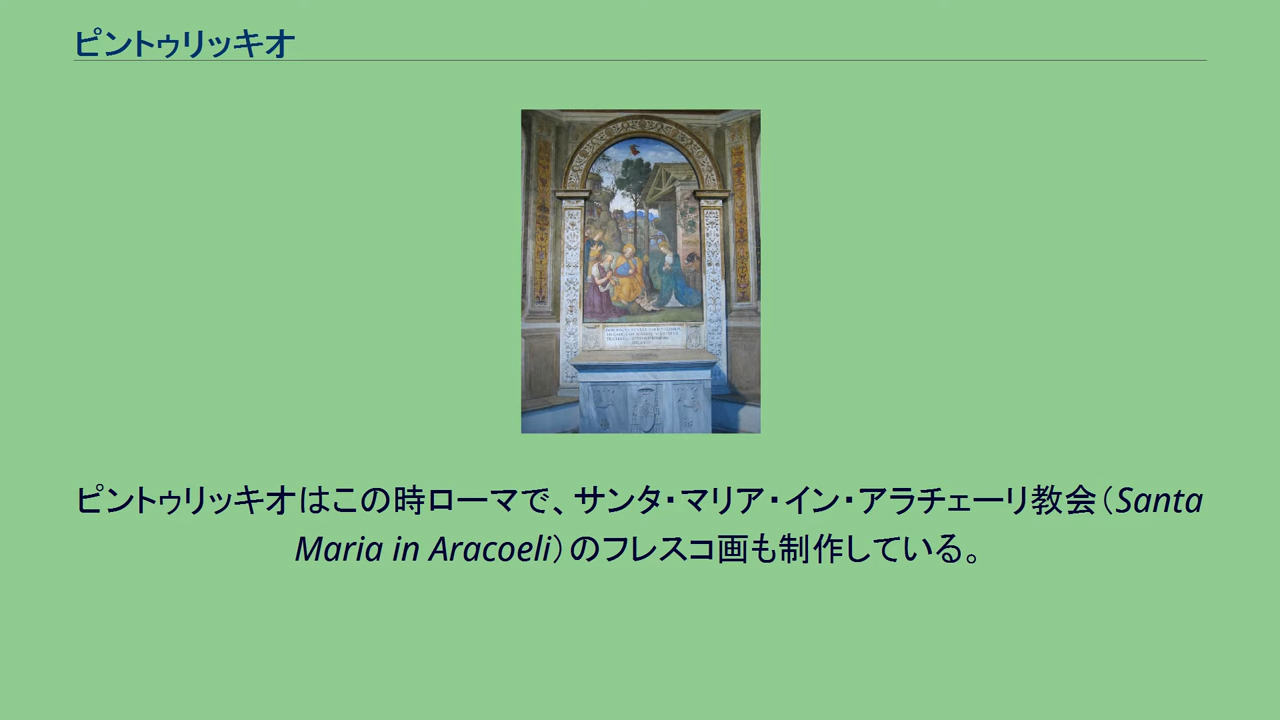 ピントゥリッキオ
ピントゥリッキオはこの時ローマで、サンタ・マリア・イン・アラチェーリ教会（Santa
Maria in Aracoeli）のフレスコ画も制作している。